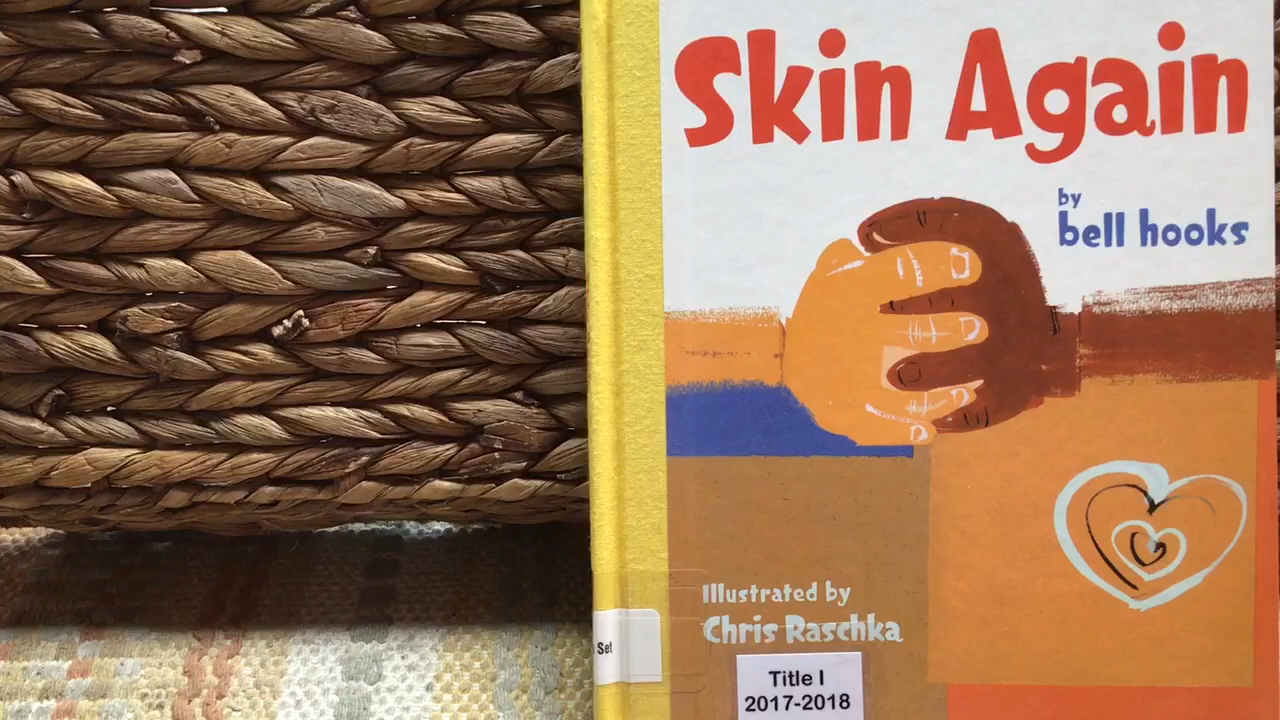 Skin Again
by
bell hooks
Illustrated by
Chris Raschka
Set
Title I
2017-2018